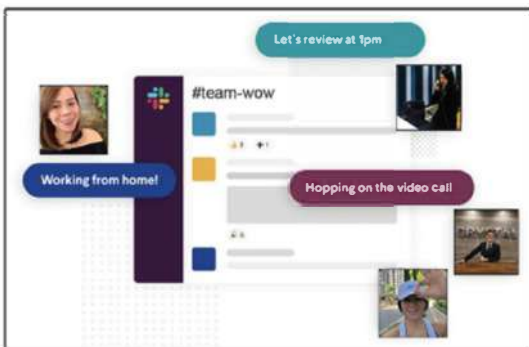 Let's review at 1pm
#team-wow
Working from home!
Hopping on the video call